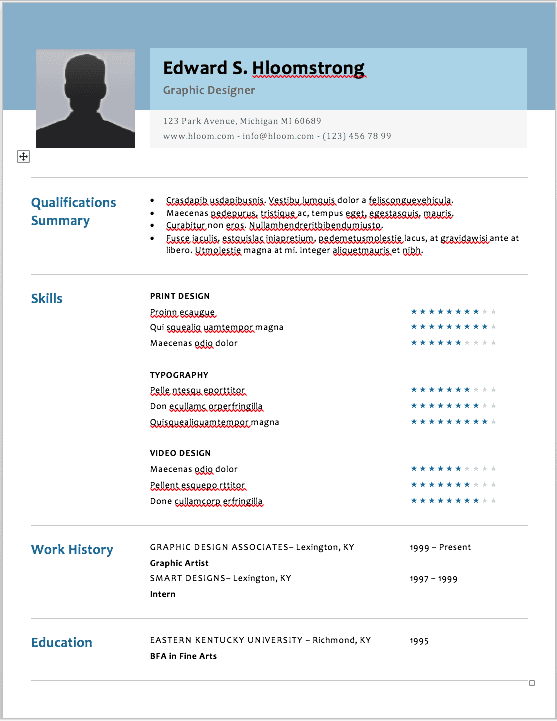 Edward S. Hloomstrong
Graphic Designer
123 Park Avenue, Michigan MI 60689
www.hloom.com - info@hloom.com - (123) 456 78 99
Qualifications
Summary
• Crasdapib usdapibusnis. Vestibu lumquis dolor a felisconguevehicula.
• Maecenas pedepurus, tristique ac, tempus eget, egestasquis, mauris.
• Curabitur non eros. Nullamhendreritbibendumjusto.
• Fusce iaculis, estquislac iniapretium, pedemetusmolestie lacus, at gravidawisi ante at
libero. Utmolestie magna at mi. Integer aliquetmauris et nibh.
Skills
PRINT DESIGN
Proinn ecaugue
Qui squealiq uamtempor magna
Maecenas odio dolor
TYPOGRAPHY
Pelle ntesqu eporttitor
Don ecullamc orperfringilla
Quisquealiquamtempor magna
VIDEO DESIGN
Maecenas odio dolor
Pellent esquepo rttitor
Done cullamcorp erfringilla
Work History
GRAPHIC DESIGN ASSOCIATES– Lexington, KY 1999 – Present
Graphic Artist
SMART DESIGNS– Lexington, KY 1997 – 1999
Intern
Education
EASTERN KENTUCKY UNIVERSITY – Richmond, KY 1995
BFA in Fine Arts